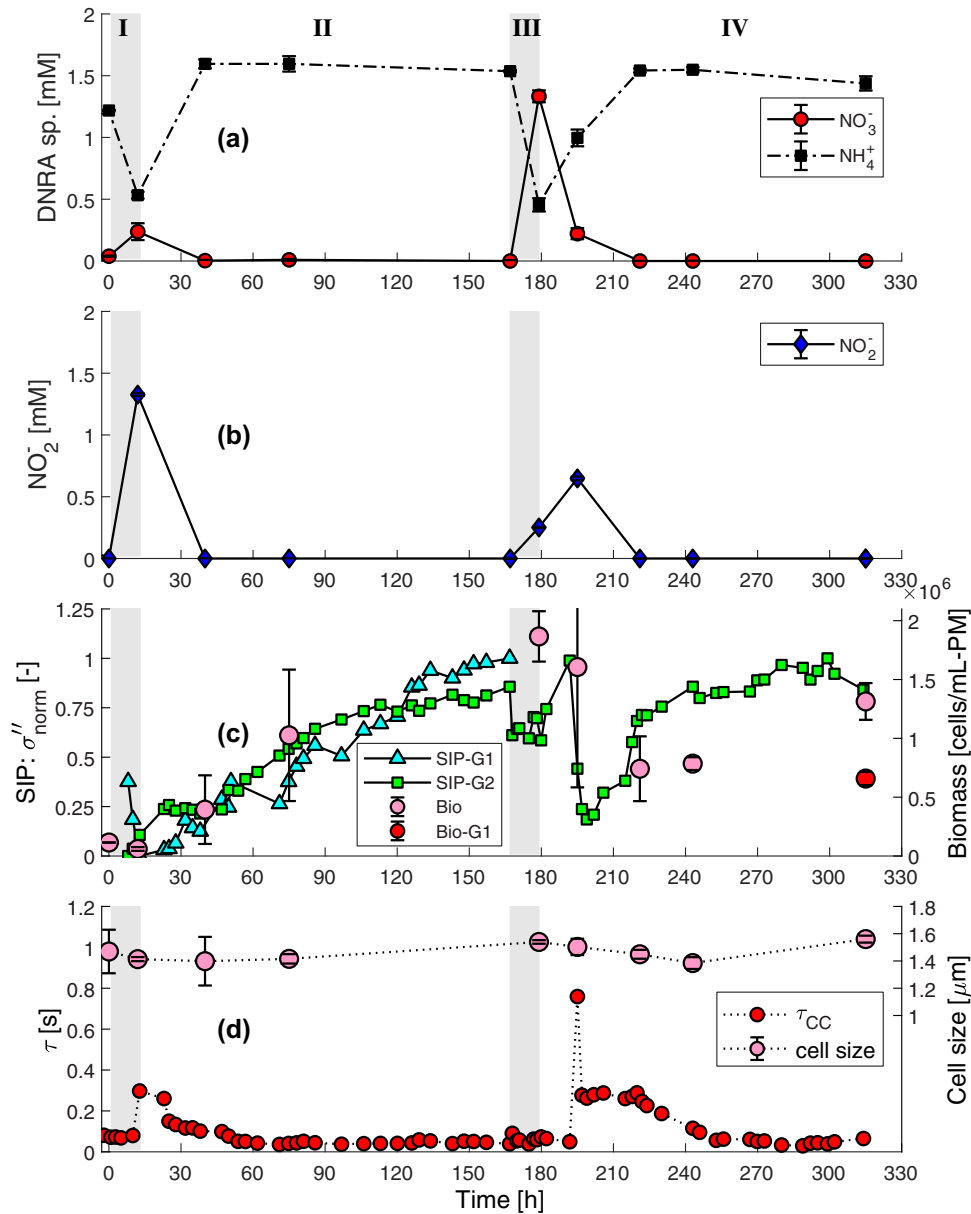 I II III IV
2
1.5
1
0.5
0
DNRA sp. [mM]
(a)
NO₃⁻
NH₄⁺
0 30 60 90 120 150 180 210 240 270 300 330
2
1.5
1
0.5
0
NO₂⁻ [mM]
(b)
NO₂⁻
0 30 60 90 120 150 180 210 240 270 300 330
×10⁶
1.25
1
0.75
0.5
0.25
0
SIP: σ″norm [-]
(c)
SIP-G1
SIP-G2
Bio
Bio-G1
2
1.5
1
0.5
0
Biomass [cells/mL-PM]
0 30 60 90 120 150 180 210 240 270 300 330
1.2
1
0.8
0.6
0.4
0.2
0
τ [s]
(d)
τCC
cell size
1.8
1.6
1.4
1.2
1
Cell size [μm]
0 30 60 90 120 150 180 210 240 270 300 330
Time [h]